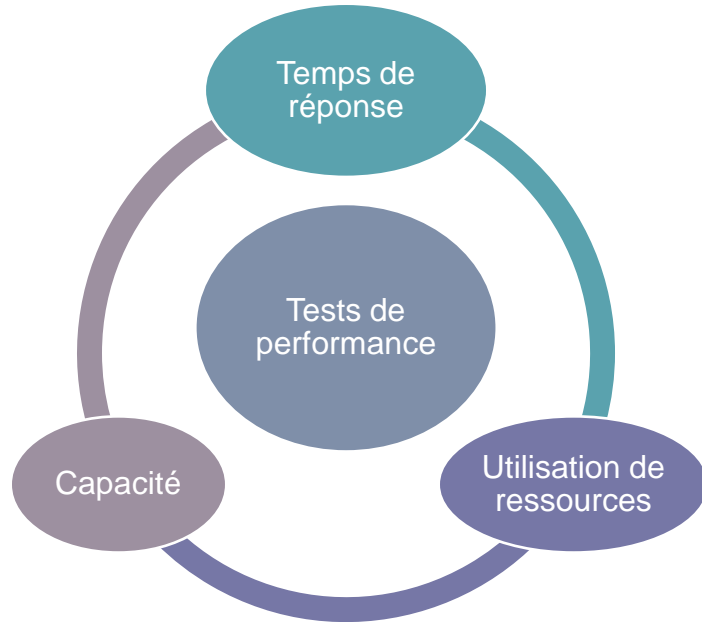 Temps de
réponse
Tests de
performance
Capacité
Utilisation de
ressources